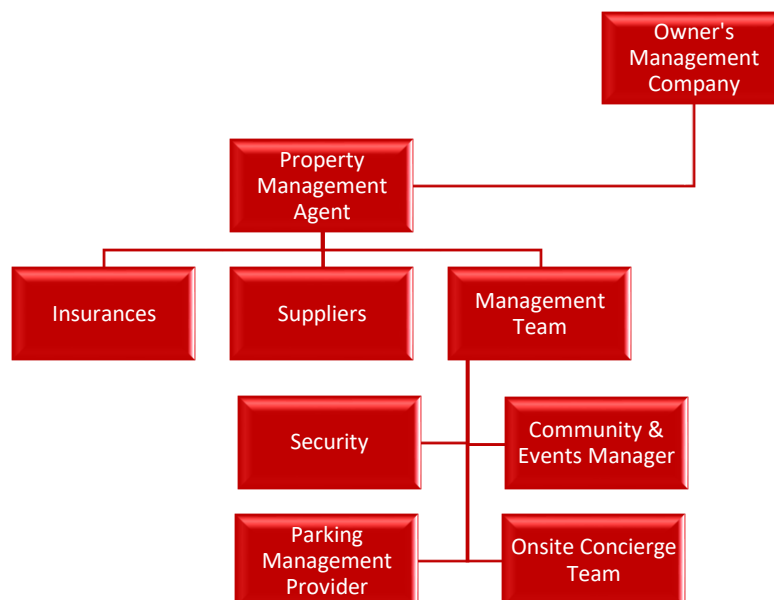 Owner's
Management
Company
Property
Management
Agent
Insurances
Suppliers
Management
Team
Security
Community &
Events Manager
Parking
Management
Provider
Onsite Concierge
Team